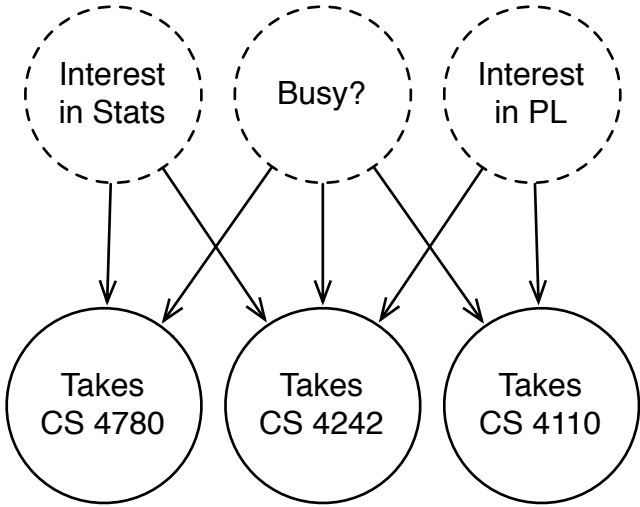 Interest
in Stats
Busy?
Interest
in PL
Takes
CS 4780
Takes
CS 4242
Takes
CS 4110